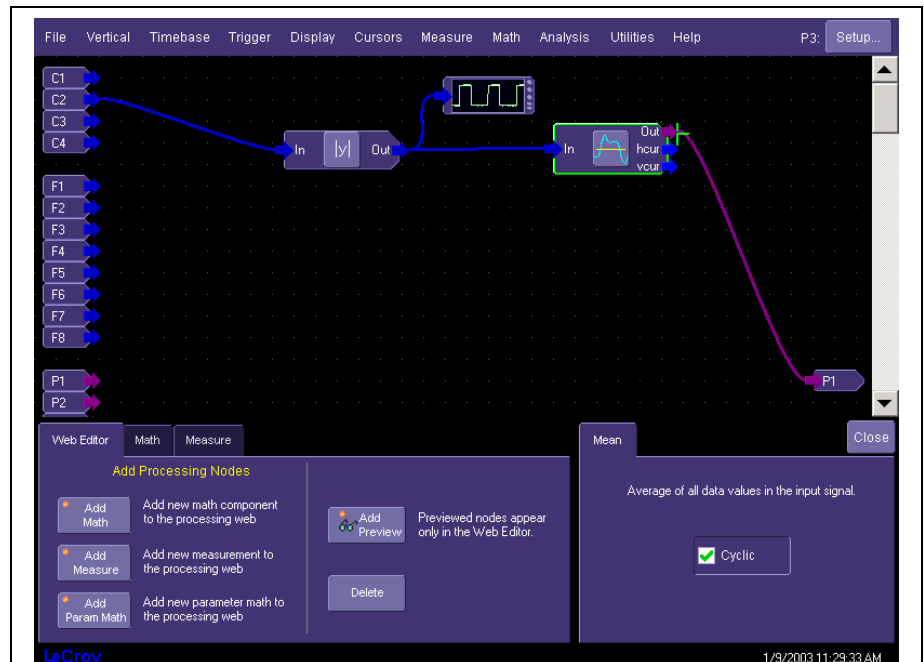 File Vertical Timebase Trigger Display Cursors Measure Math Analysis Utilities Help P3: Setup...
C1
C2
C3
C4
In |y| Out
In Out
hcur
vcur
F1
F2
F3
F4
F5
F6
F7
F8
P1
P2
P1
Web Editor Math Measure
Add Processing Nodes
Add Math
Add new math component
to the processing web
Add Measure
Add new measurement to
the processing web
Add Param Math
Add new parameter math to
the processing web
Add Preview
Previewed nodes appear
only in the Web Editor.
Delete
Mean
Close
Average of all data values in the input signal.
Cyclic
LeCroy
1/9/2003 11:29:33 AM